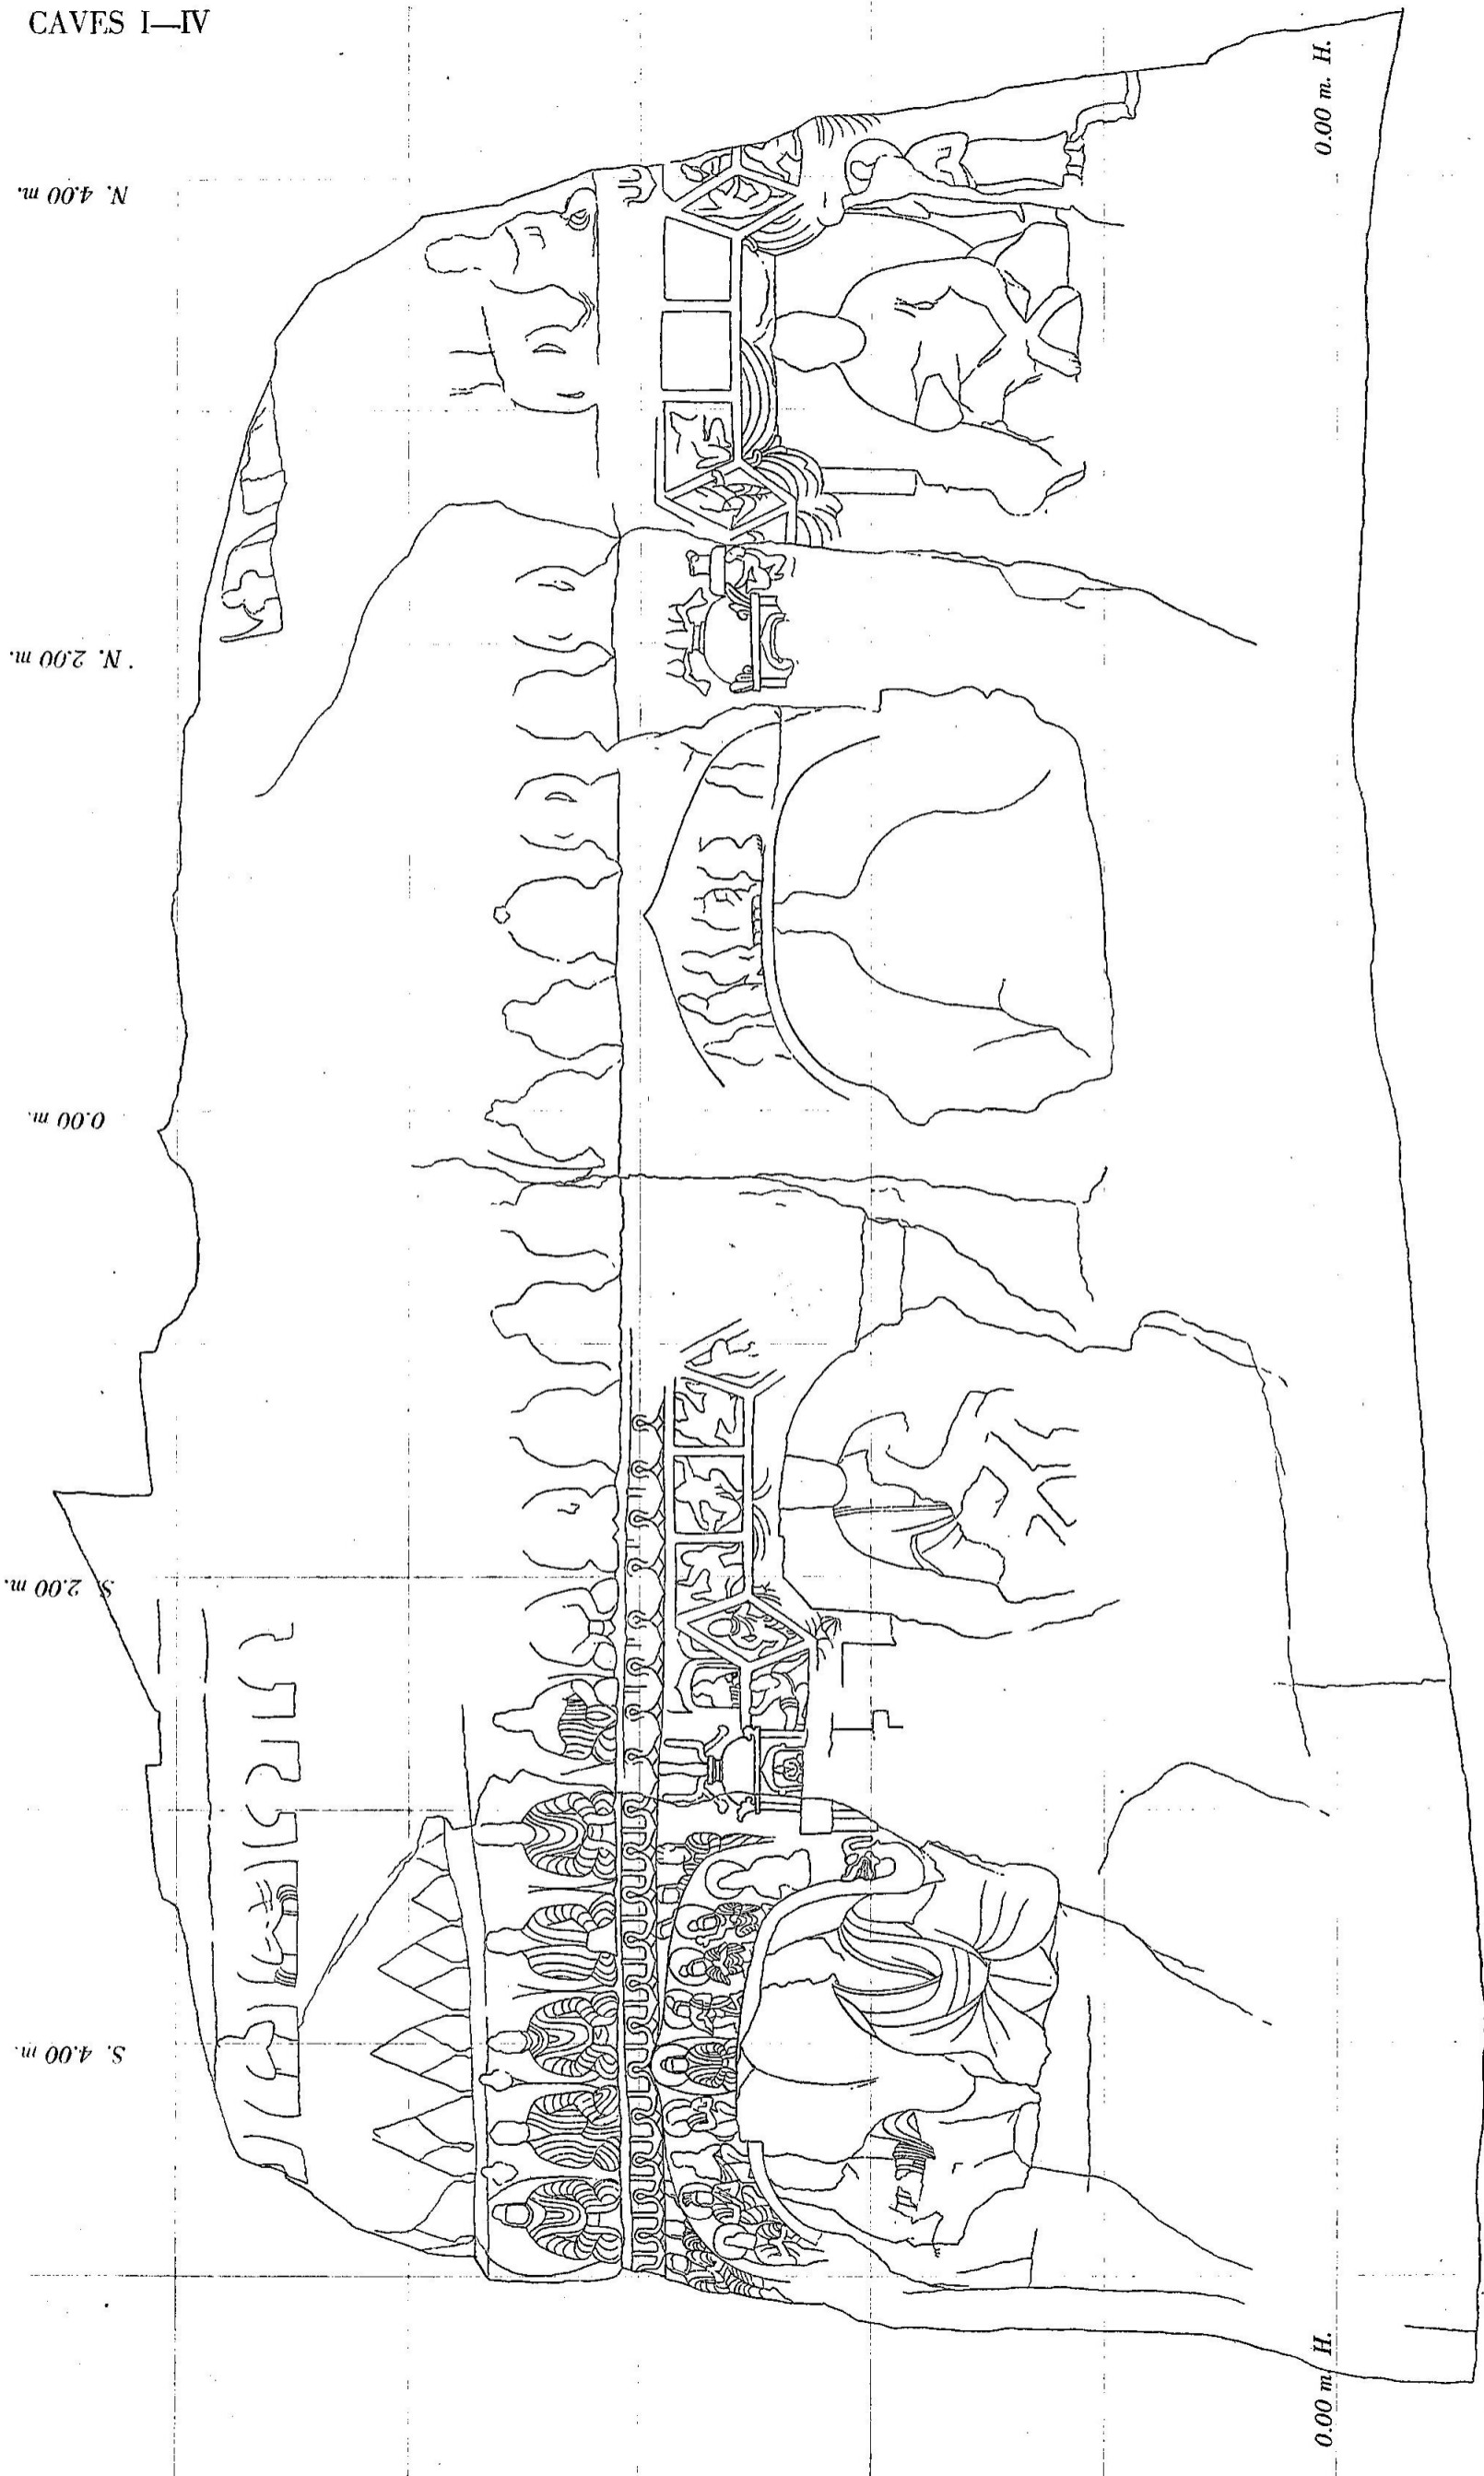 CAVES I—IV
0.00 m. H.
N. 4.00 m.
N. 2.00 m.
0.00 m.
S. 2.00 m.
S. 4.00 m.
0.00 m. H.